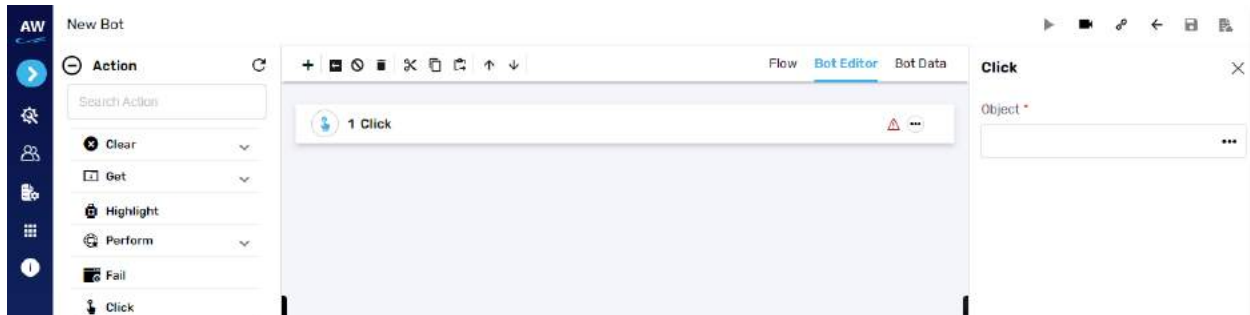 AW
New Bot
Action
Search Action
Clear
Get
Highlight
Perform
Fail
Click
Flow Bot Editor Bot Data
1 Click
Click
Object *